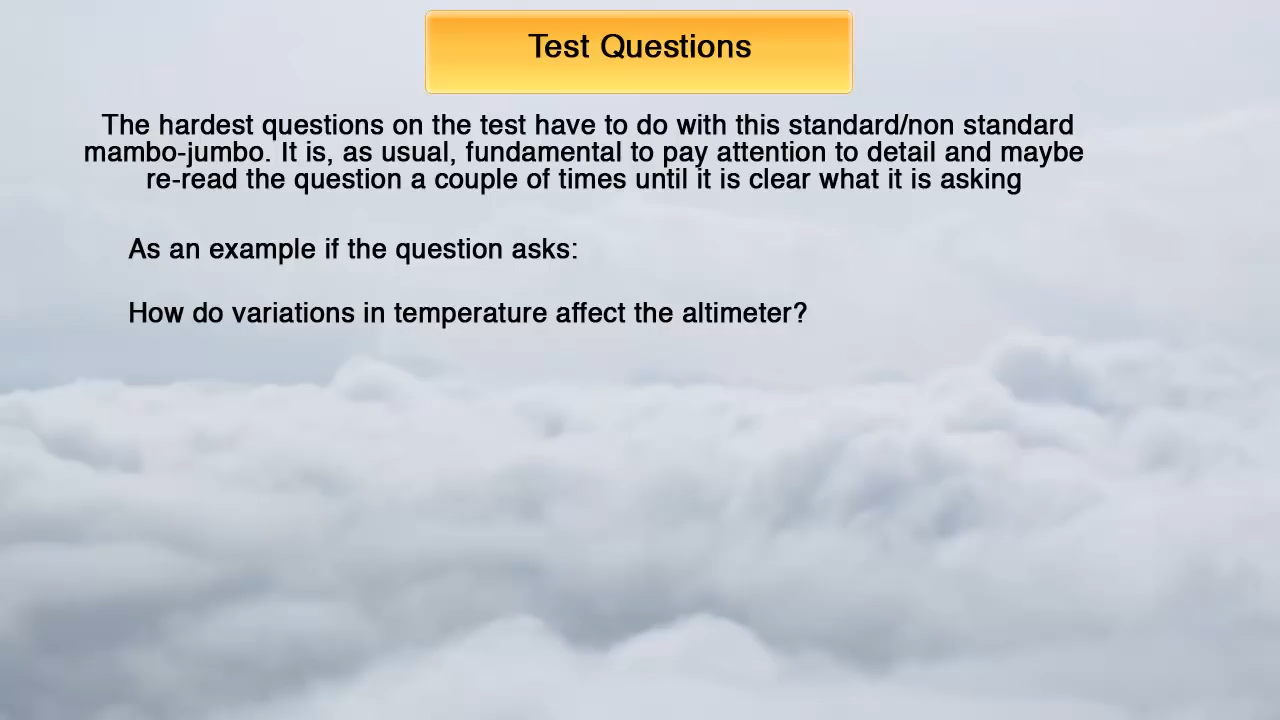 Test Questions
The hardest questions on the test have to do with this standard/non standard
mambo-jumbo. It is, as usual, fundamental to pay attention to detail and maybe
re-read the question a couple of times until it is clear what it is asking
As an example if the question asks:
How do variations in temperature affect the altimeter?